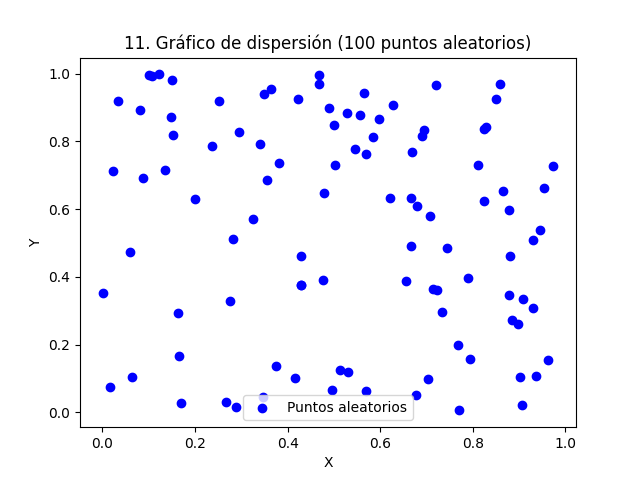 11. Gráfico de dispersión (100 puntos aleatorios)
1.0
0.8
0.6
0.4
0.2
0.0
Y
Puntos aleatorios
0.0 0.2 0.4 0.6 0.8 1.0
X